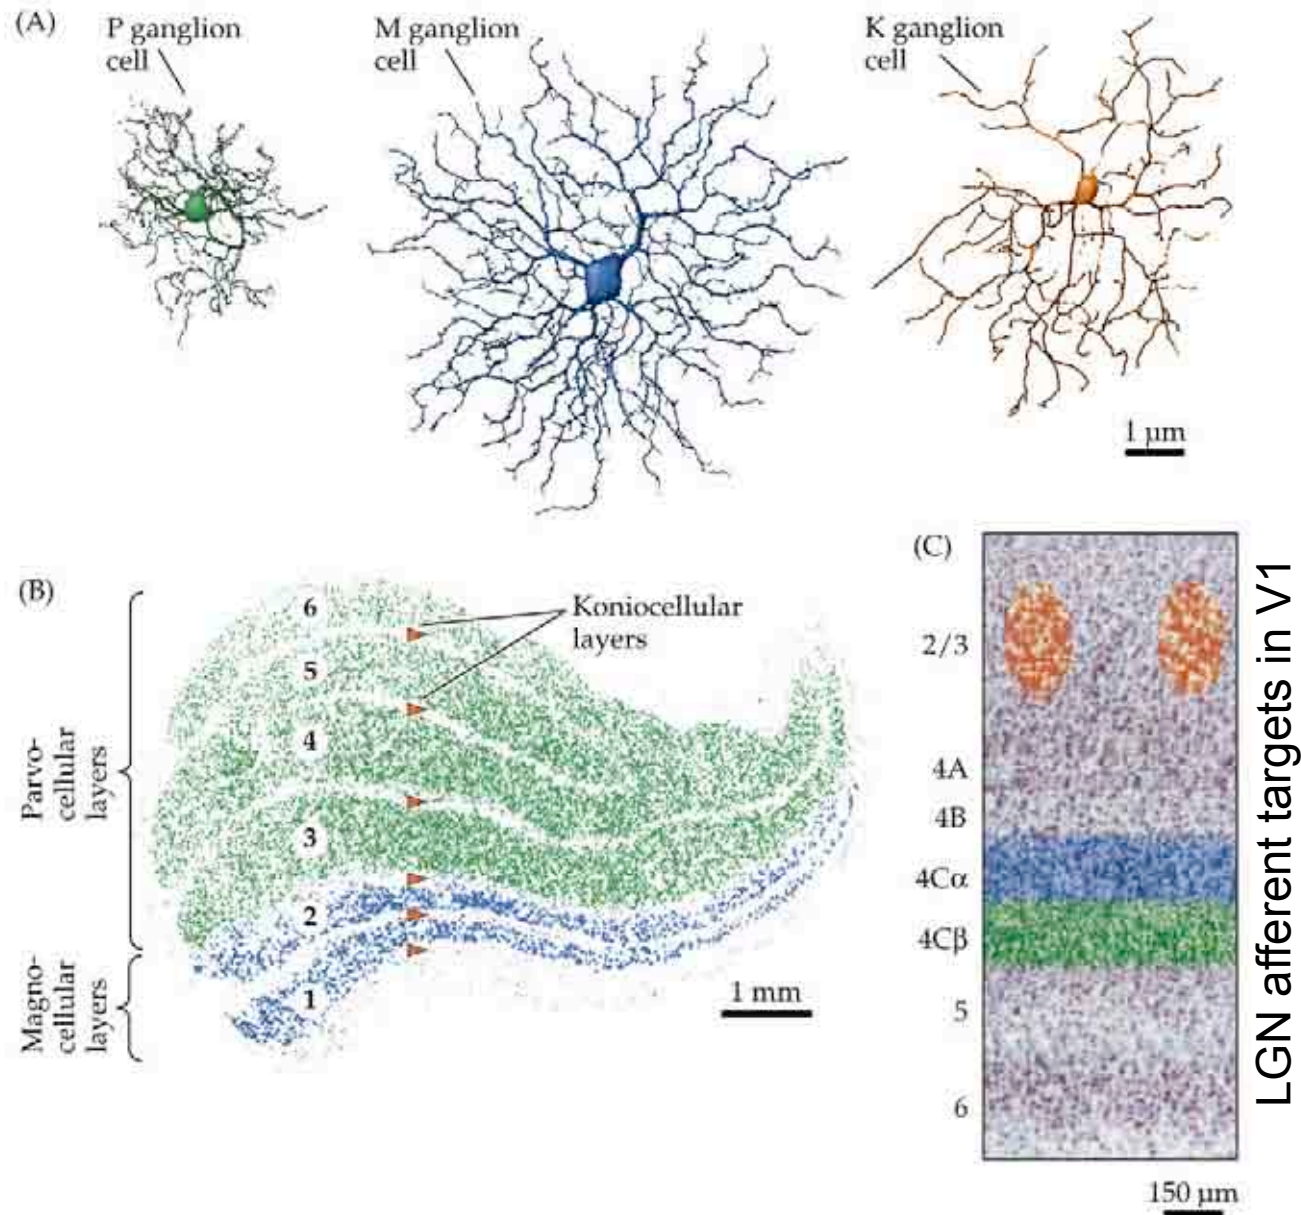 (A)
P ganglion
cell
M ganglion
cell
K ganglion
cell
1 µm
(B)
Parvo-
cellular
layers
Magno-
cellular
layers
6
5
4
3
2
1
Koniocellular
layers
1 mm
(C)
2/3
4A
4B
4Cα
4Cβ
5
6
150 µm
LGN afferent targets in V1